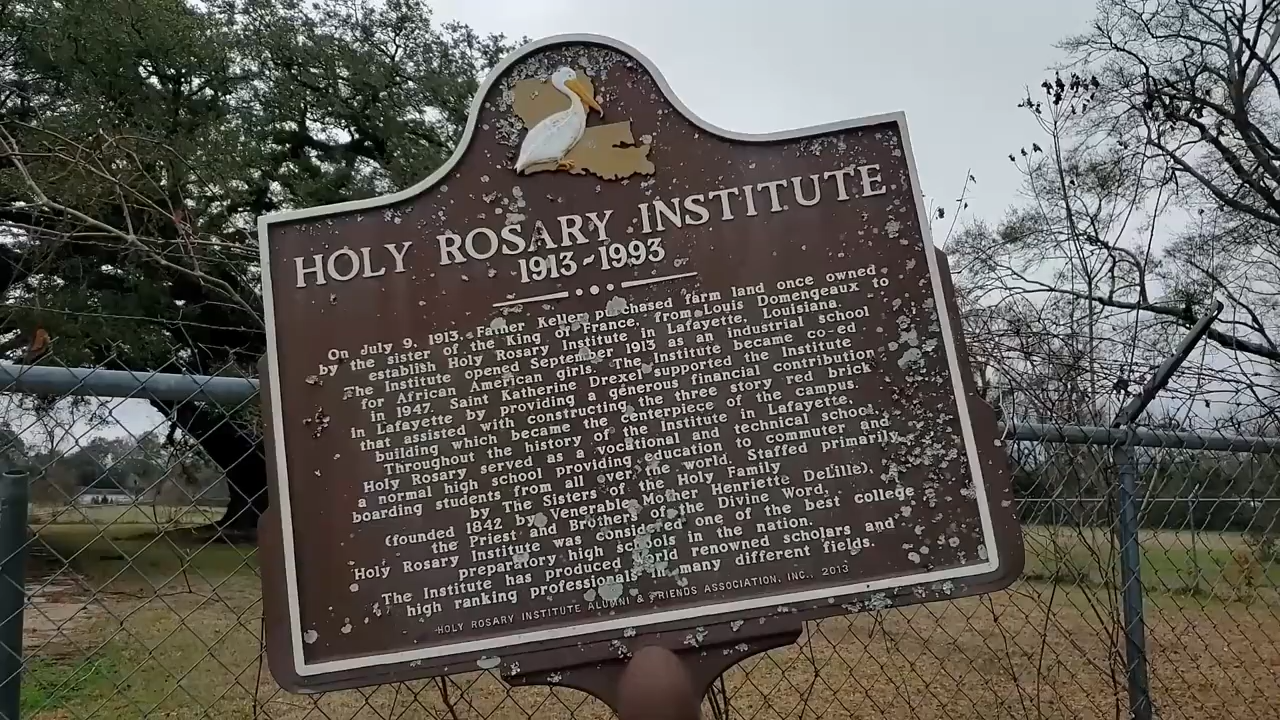 HOLY ROSARY INSTITUTE
1913~1993
On July 9, 1913, Father Keller purchased farm land once owned
by the sister of the King of France, from Louis Domengeaux to
establish Holy Rosary Institute in Lafayette, Louisiana.
The Institute opened September 1913 as an industrial school
for African American girls. The Institute became co-ed
in 1947. Saint Katherine Drexel supported the Institute
in Lafayette by providing a generous financial contribution
that assisted with constructing the three story red brick
building which became the centerpiece of the campus.
Throughout the history of the Institute in Lafayette,
Holy Rosary served as a vocational and technical school,
a normal high school providing education to commuter and
boarding students from all over the world. Staffed primarily
by The Sisters of the Holy Family
(founded 1842 by Venerable Mother Henriette DeLille),
the Priest and Brothers of the Divine Word,
Holy Rosary Institute was considered one of the best college
preparatory high schools in the nation.
The Institute has produced world renowned scholars and
high ranking professionals in many different fields.
HOLY ROSARY INSTITUTE ALUMNI & FRIENDS ASSOCIATION, INC., 2013